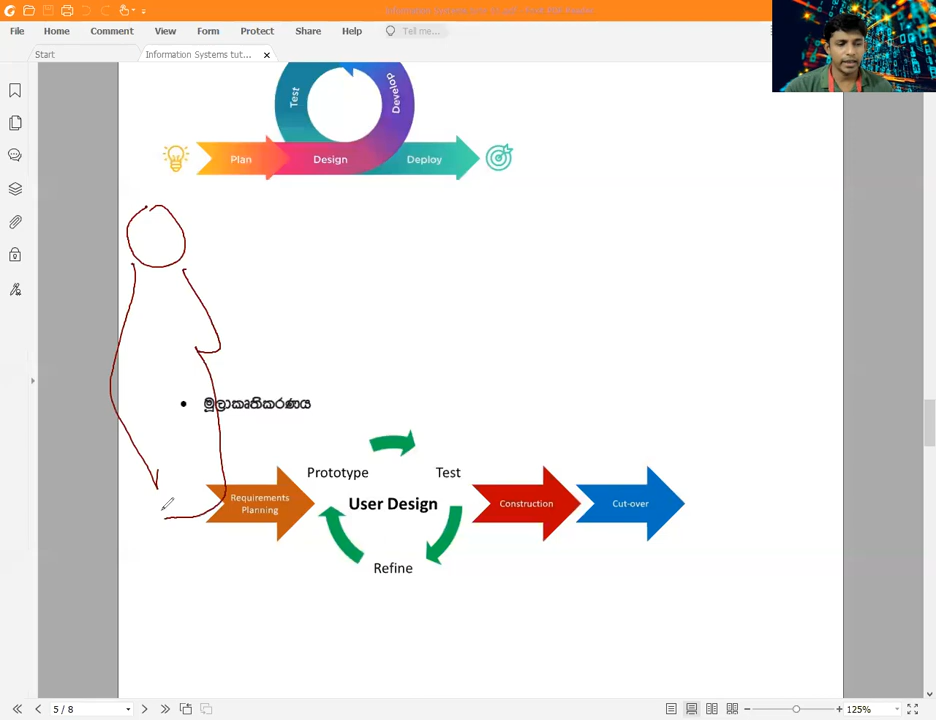 File Home Comment View Form Protect Share Help Tell me...
Start Information Systems tut...
Test
Develop
Plan Design Deploy
• මූලාකෘතිකරණය
Prototype Test
Requirements Planning
User Design
Construction
Cut-over
Refine
5 / 8
125%